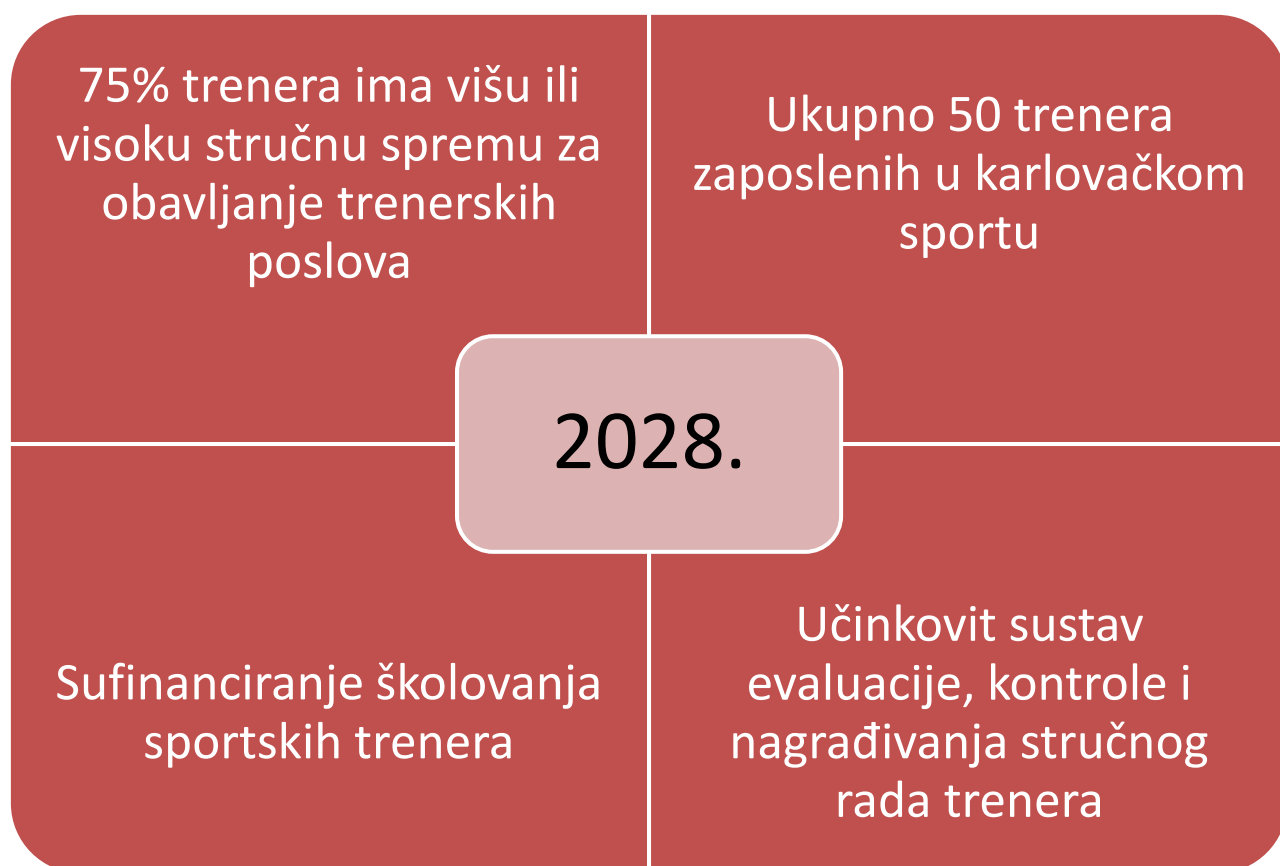 75% trenera ima višu ili
visoku stručnu spremu za
obavljanje trenerskih
poslova
Ukupno 50 trenera
zaposlenih u karlovačkom
sportu
2028.
Sufinanciranje školovanja
sportskih trenera
Učinkovit sustav
evaluacije, kontrole i
nagrađivanja stručnog
rada trenera